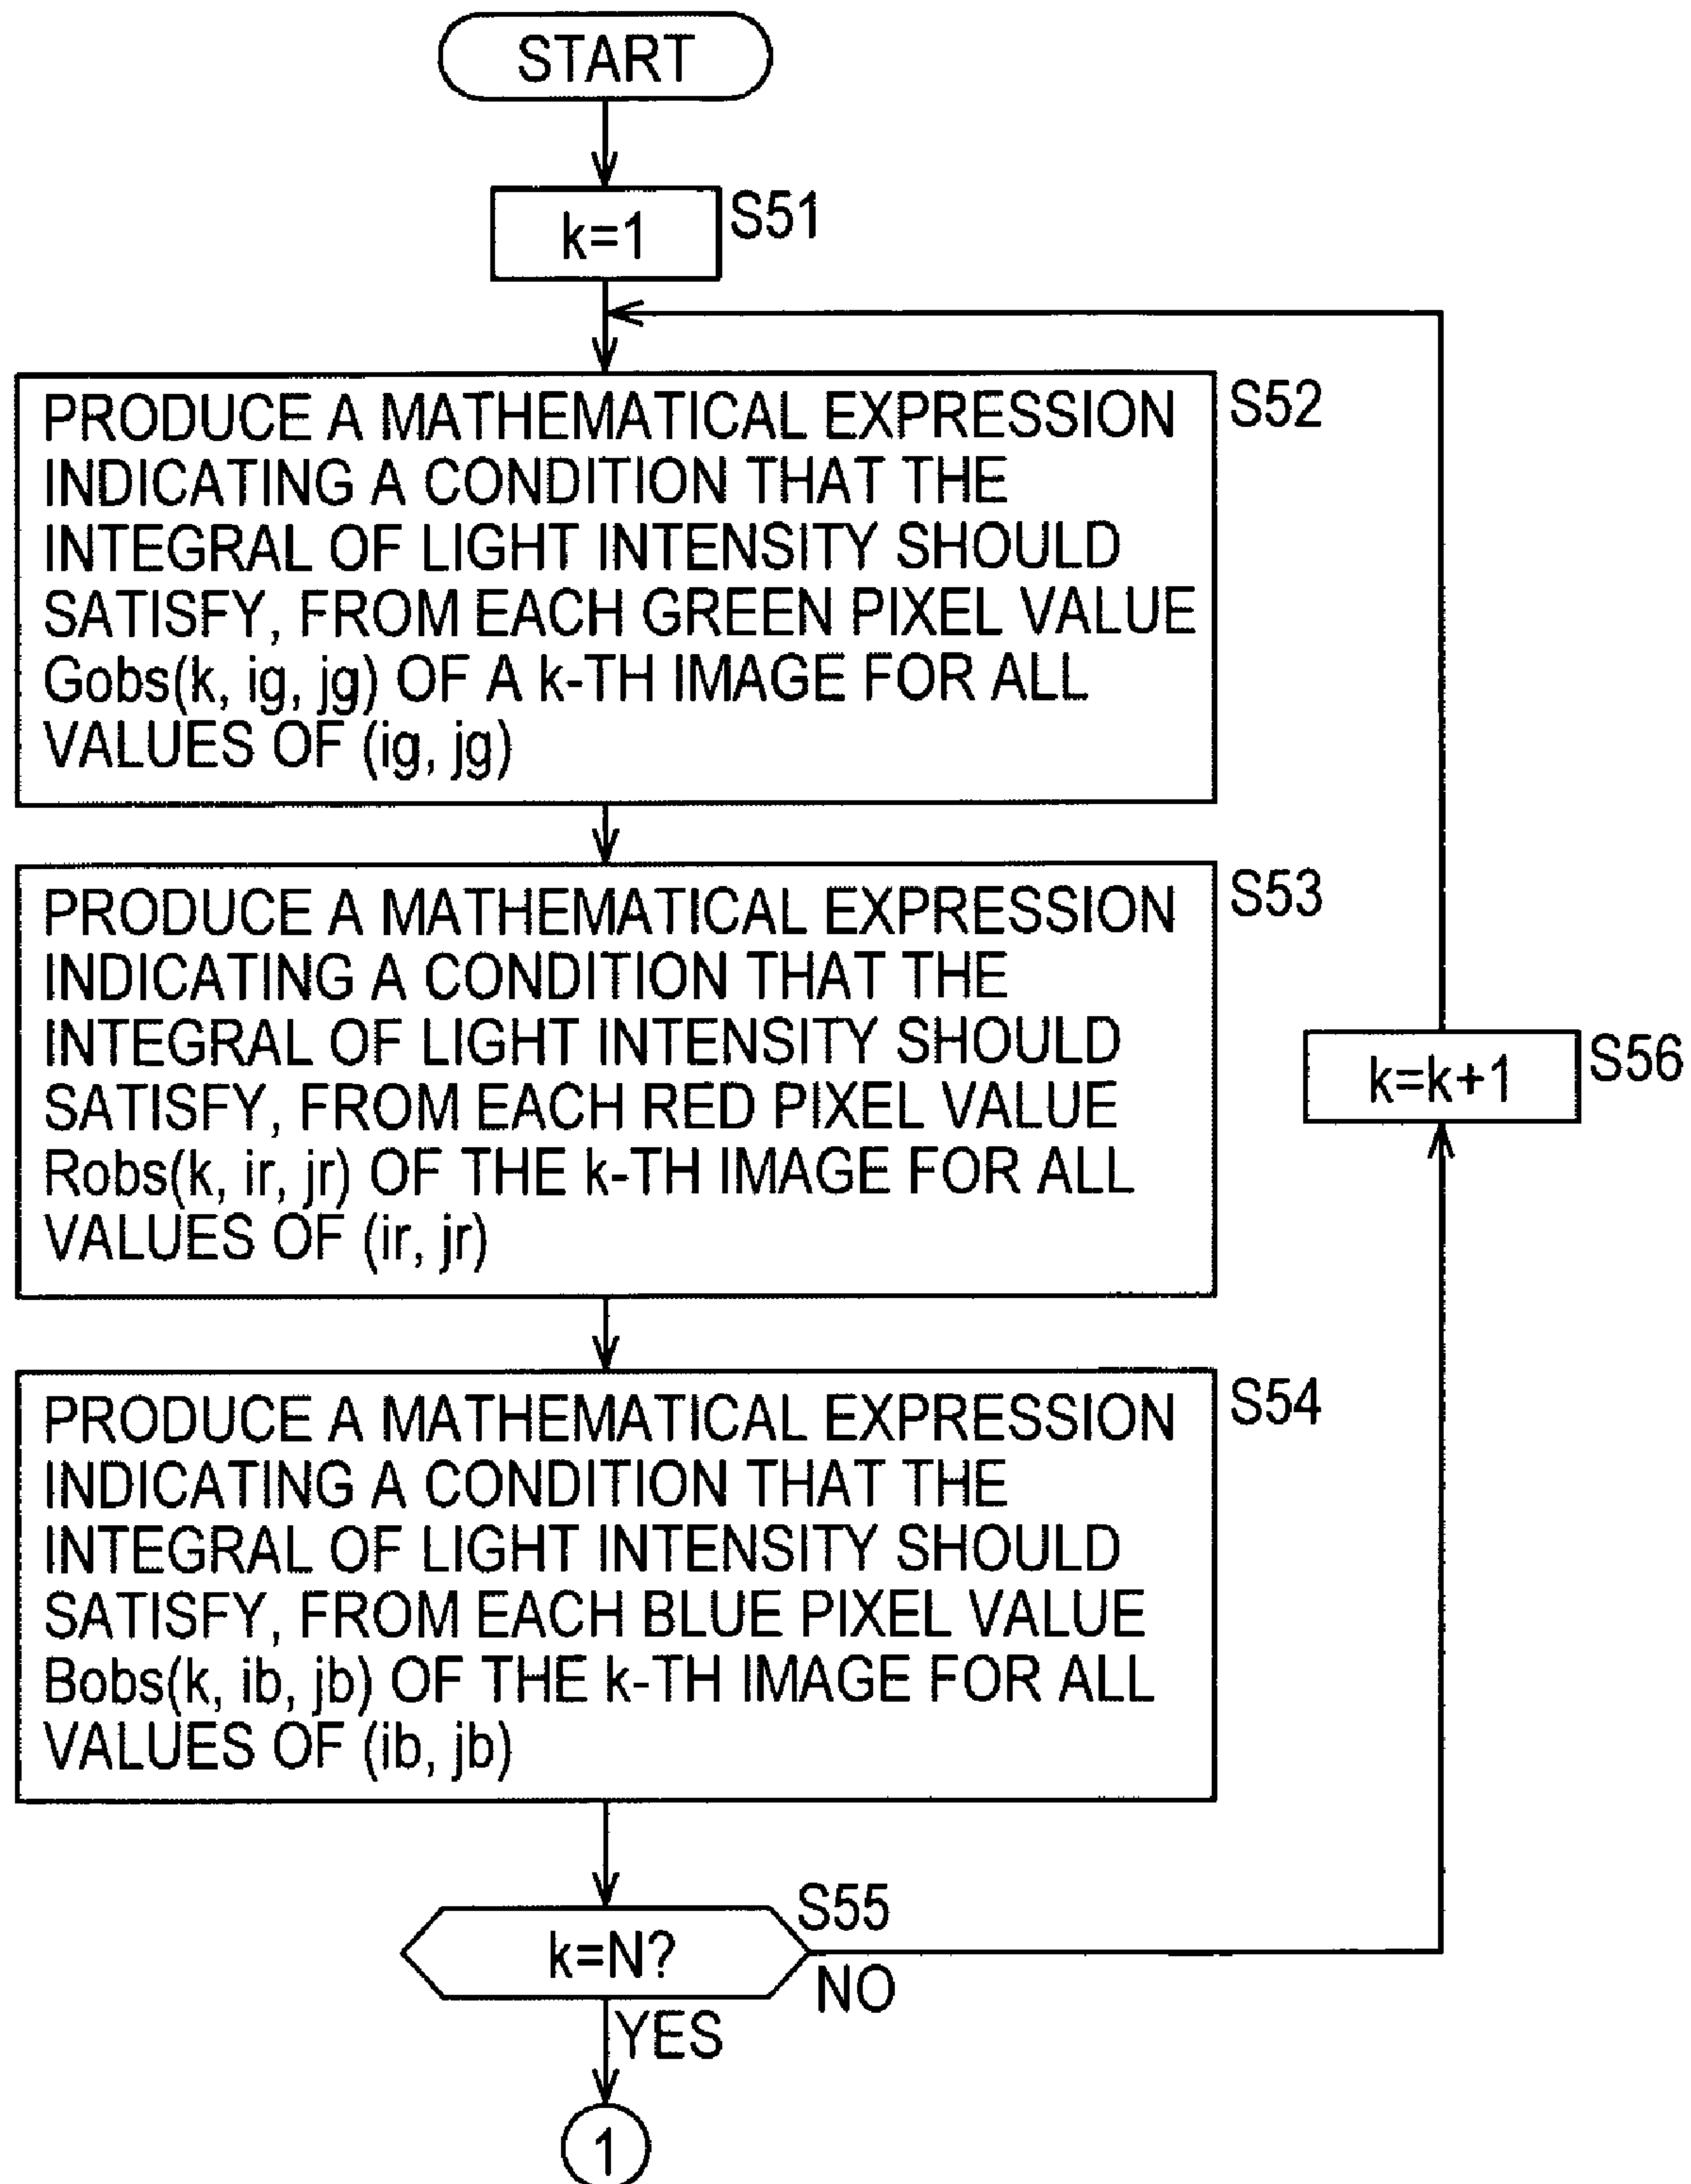 START
k=1
S51
PRODUCE A MATHEMATICAL EXPRESSION
INDICATING A CONDITION THAT THE
INTEGRAL OF LIGHT INTENSITY SHOULD
SATISFY, FROM EACH GREEN PIXEL VALUE
Gobs(k, ig, jg) OF A k-TH IMAGE FOR ALL
VALUES OF (ig, jg)
S52
PRODUCE A MATHEMATICAL EXPRESSION
INDICATING A CONDITION THAT THE
INTEGRAL OF LIGHT INTENSITY SHOULD
SATISFY, FROM EACH RED PIXEL VALUE
Robs(k, ir, jr) OF THE k-TH IMAGE FOR ALL
VALUES OF (ir, jr)
S53
k=k+1
S56
PRODUCE A MATHEMATICAL EXPRESSION
INDICATING A CONDITION THAT THE
INTEGRAL OF LIGHT INTENSITY SHOULD
SATISFY, FROM EACH BLUE PIXEL VALUE
Bobs(k, ib, jb) OF THE k-TH IMAGE FOR ALL
VALUES OF (ib, jb)
S54
S55
k=N?
NO
YES
1